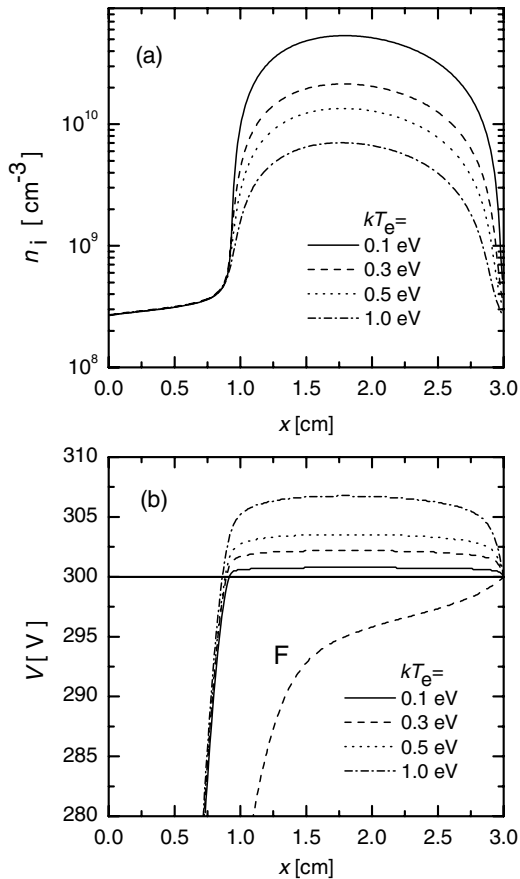 (a)
n_i [ cm^-3]
10^10
10^9
10^8
kT_e=
0.1 eV
0.3 eV
0.5 eV
1.0 eV
0.0 0.5 1.0 1.5 2.0 2.5 3.0
x [cm]
(b)
V[ V]
310
305
300
295
290
285
280
F
kT_e=
0.1 eV
0.3 eV
0.5 eV
1.0 eV
0.0 0.5 1.0 1.5 2.0 2.5 3.0
x [cm]